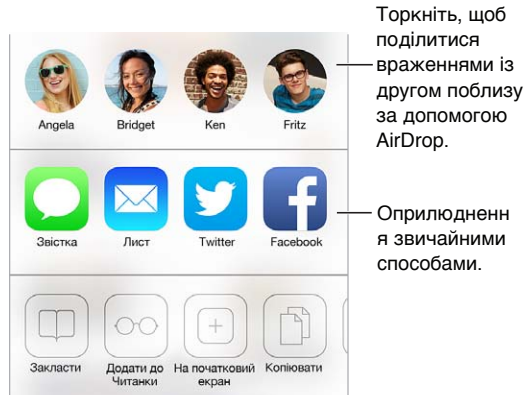 Торкніть, щоб
поділитися
враженнями із
другом поблизу
за допомогою
AirDrop.
Angela Bridget Ken Fritz
Оприлюдненн
я звичайними
способами.
Звістка Лист Twitter Facebook
Закласти Додати до На початковий Копіювати
Читанки екран